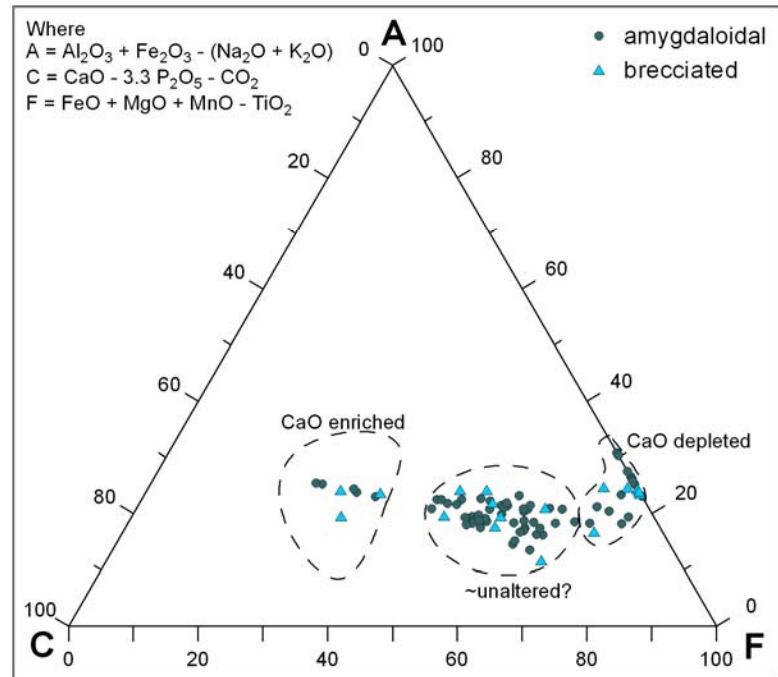 Where
A = Al₂O₃ + Fe₂O₃ - (Na₂O + K₂O)
C = CaO - 3.3 P₂O₅ - CO₂
F = FeO + MgO + MnO - TiO₂
A
0
100
amygdaloidal
brecciated
20
80
40
60
60
40
CaO enriched
CaO depleted
80
20
~unaltered?
100
0
C
F
0
20
40
60
80
100